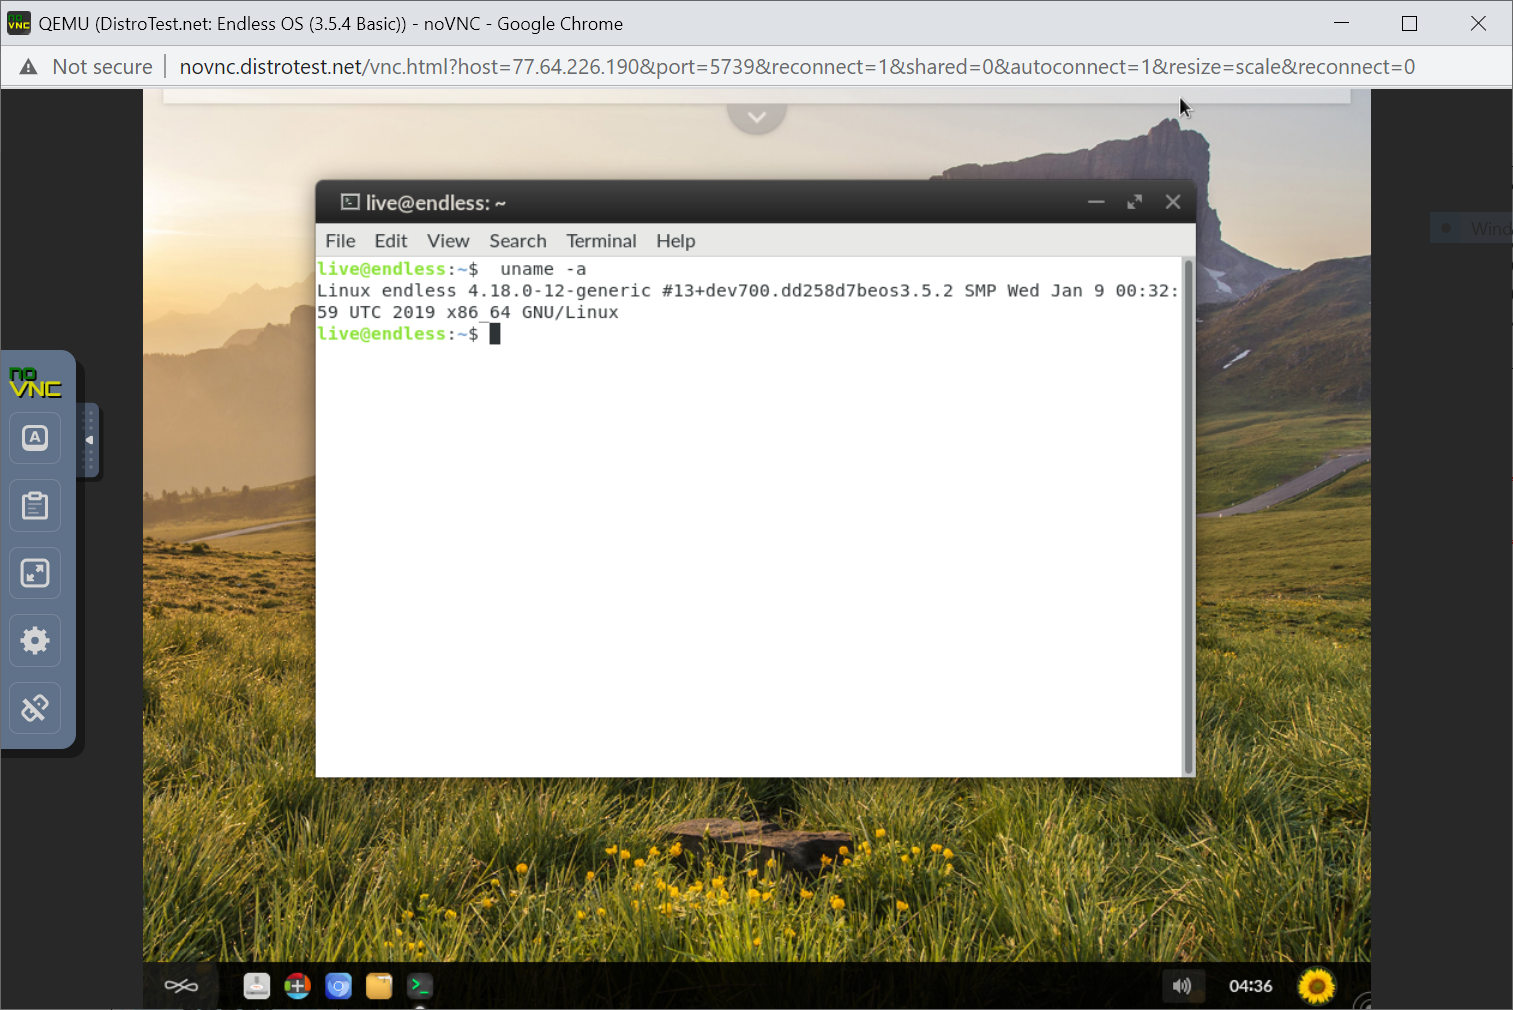 QEMU (DistroTest.net: Endless OS (3.5.4 Basic)) - noVNC - Google Chrome
Not secure | novnc.distrotest.net/vnc.html?host=77.64.226.190&port=5739&reconnect=1&shared=0&autoconnect=1&resize=scale&reconnect=0
live@endless: ~
File Edit View Search Terminal Help
live@endless:~$  uname -a
Linux endless 4.18.0-12-generic #13+dev700.dd258d7beos3.5.2 SMP Wed Jan 9 00:32:
59 UTC 2019 x86_64 GNU/Linux
live@endless:~$
no
VNC
A
04:36